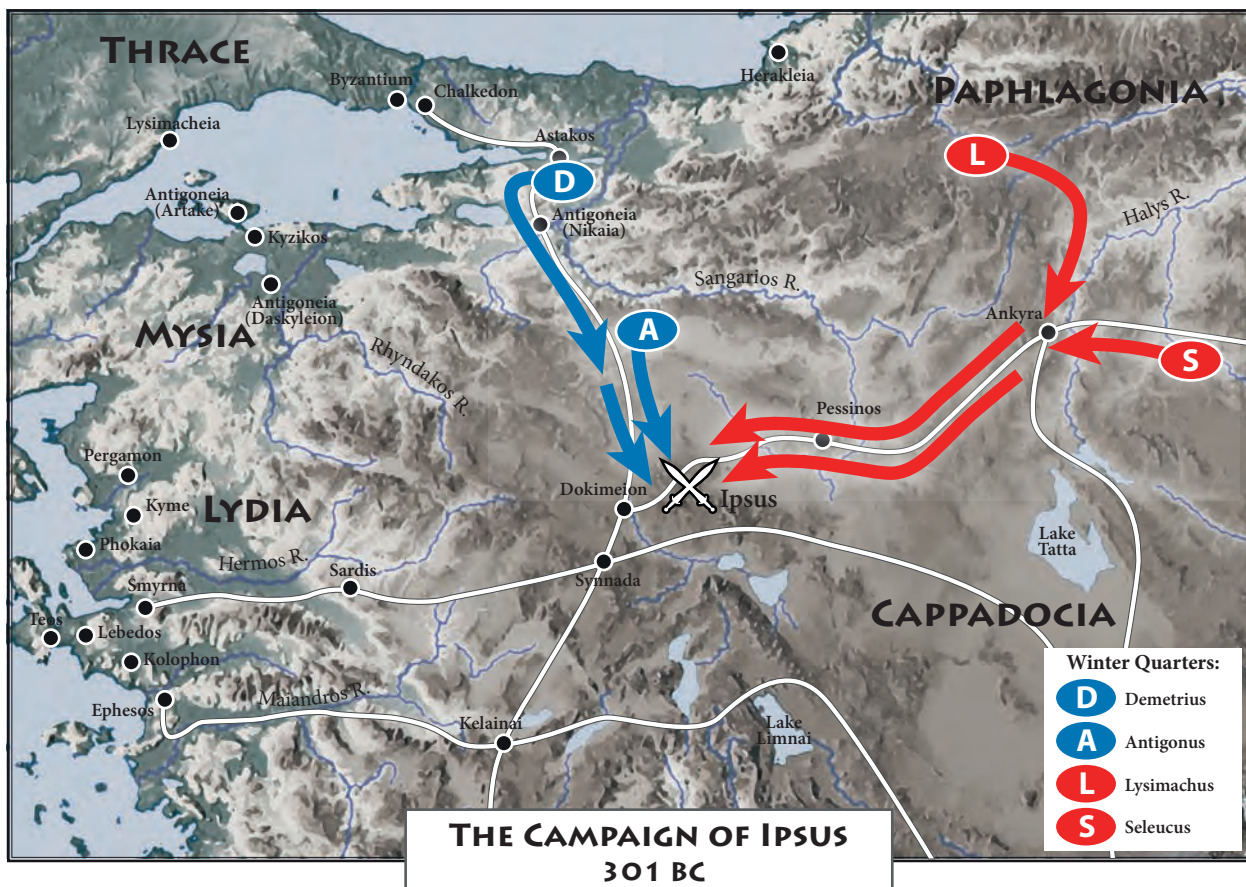 THRACE
Byzantium
Chalkedon
Herakleia
PAPHLAGONIA
Lysimacheia
Astakos
L
D
Antigoneia
(Artake)
Antigoneia
(Nikaia)
Halys R.
Kyzikos
Sangarios R.
Antigoneia
(Daskyleion)
Ankyra
MYSIA
A
S
Rhyndakos R.
Pessinos
Pergamon
Dokimeion
Ipsus
Kyme
LYDIA
Phokaia
Hermos R.
Lake
Tatta
Sardis
Synnada
Smyrna
CAPPADOCIA
Teos
Lebedos
Kolophon
Maiandros R.
Ephesos
Kelainai
Lake
Limnai
Winter Quarters:
D Demetrius
A Antigonus
L Lysimachus
S Seleucus
THE CAMPAIGN OF IPSUS
301 BC